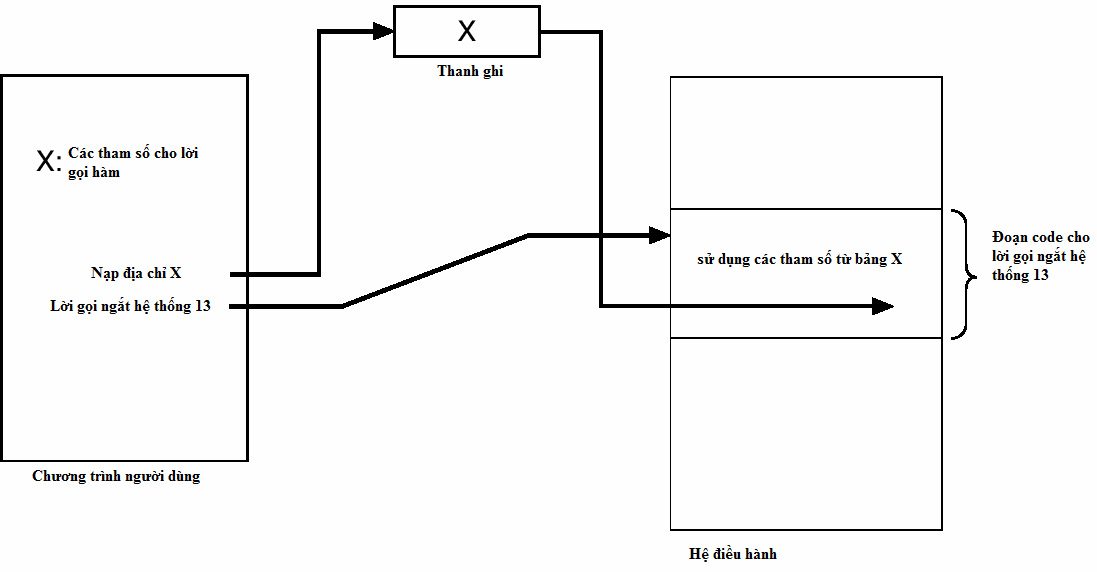 X
Thanh ghi
X: Các tham số cho lời
gọi hàm
Nạp địa chỉ X
Lời gọi ngắt hệ thống 13
Chương trình người dùng
sử dụng các tham số từ bảng X
Đoạn code cho
lời gọi ngắt hệ
thống 13
Hệ điều hành